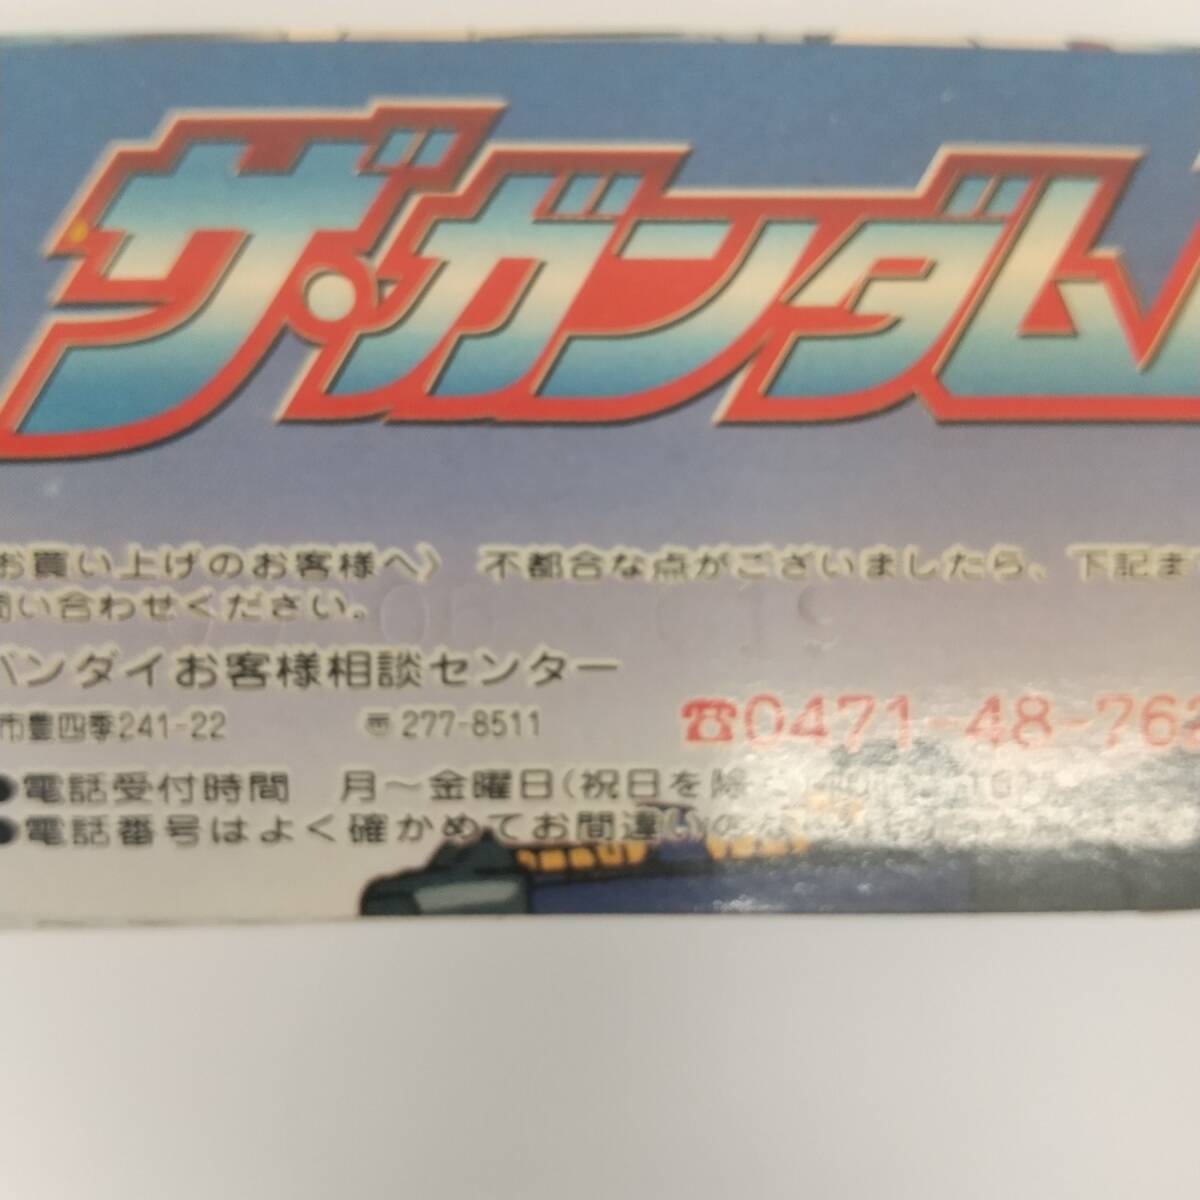 ザ・ガンダム
お買い上げのお客様へ〉 不都合な点がございましたら、下記ま
問い合わせください。
バンダイお客様相談センター
市豊四季241-22 〒277-8511 ☎0471-48-763
●電話受付時間 月〜金曜日(祝日を除
●電話番号はよく確かめてお間違いの